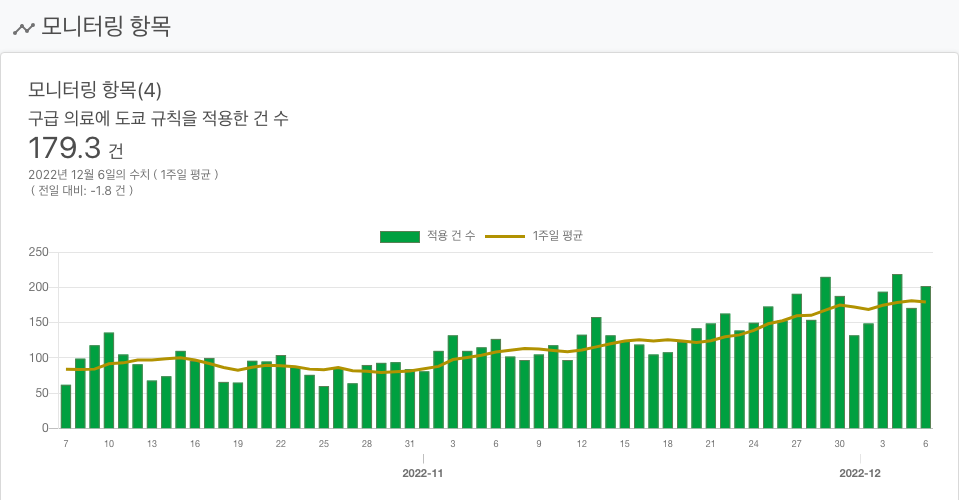 모니터링 항목
모니터링 항목(4)
구급 의료에 도쿄 규칙을 적용한 건 수
179.3 건
2022년 12월 6일의 수치 ( 1주일 평균 )
( 전일 대비: -1.8 건 )
적용 건 수 1주일 평균
250
200
150
100
50
0
7 10 13 16 19 22 25 28 31 3 6 9 12 15 18 21 24 27 30 3 6
2022-11 2022-12